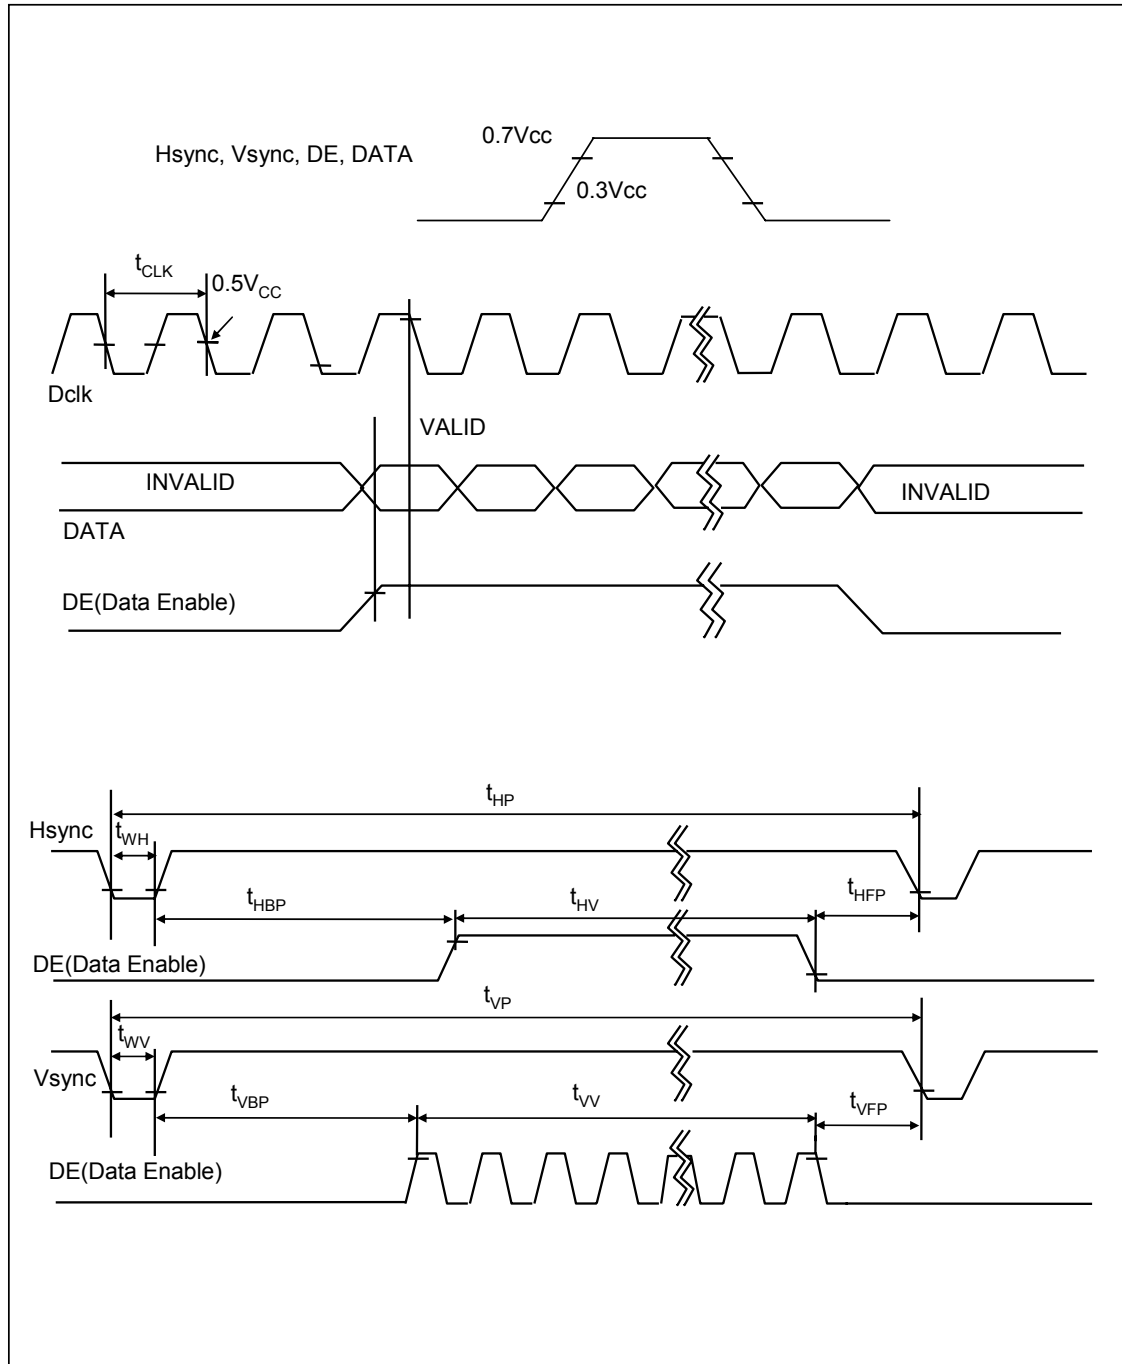 0.7Vcc
Hsync, Vsync, DE, DATA
0.3Vcc
tCLK
0.5VCC
Dclk
VALID
INVALID
INVALID
DATA
DE(Data Enable)
tHP
Hsync
tWH
tHBP
tHV
tHFP
DE(Data Enable)
tVP
tWV
Vsync
tVBP
tVV
tVFP
DE(Data Enable)